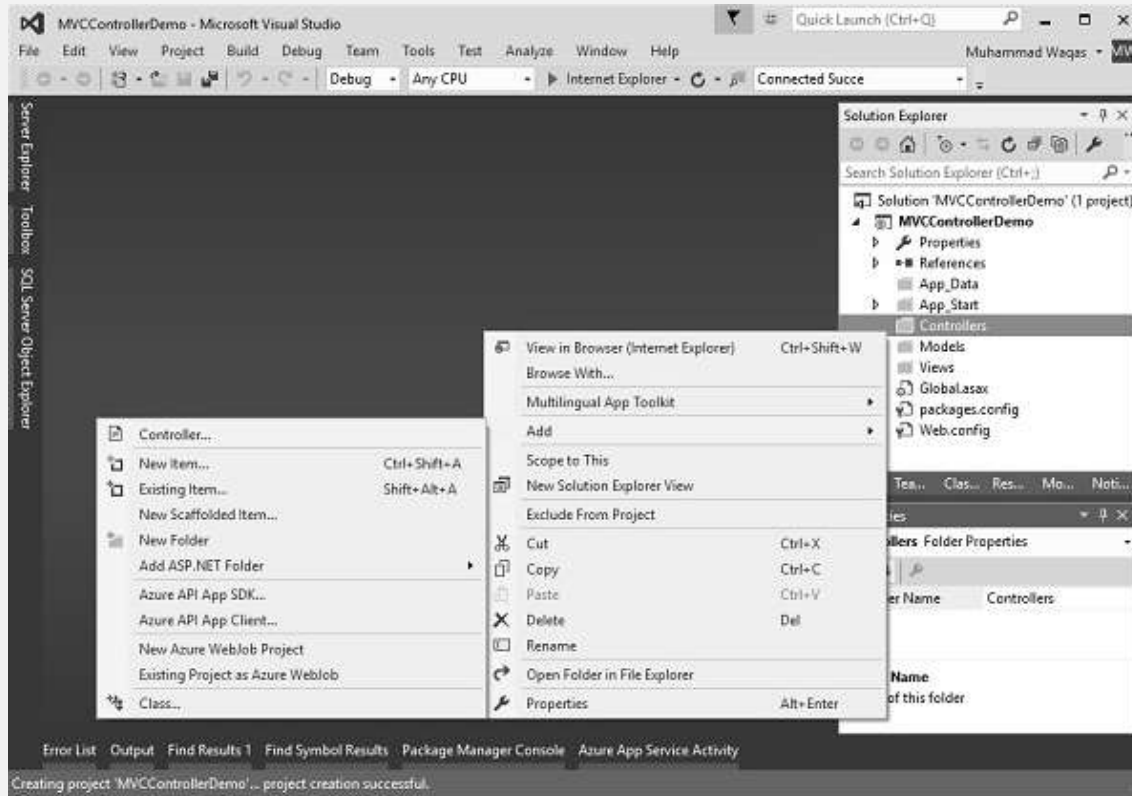 MVCControllerDemo - Microsoft Visual Studio
Quick Launch (Ctrl+Q)
File Edit View Project Build Debug Team Tools Test Analyze Window Help
Muhammad Waqas
Debug Any CPU Internet Explorer Connected Succe
Server Explorer
Toolbox
SQL Server Object Explorer
Solution Explorer
Search Solution Explorer (Ctrl+;)
Solution 'MVCControllerDemo' (1 project)
MVCControllerDemo
Properties
References
App_Data
App_Start
Controllers
Models
Views
Global.asax
packages.config
Web.config
View in Browser (Internet Explorer) Ctrl+Shift+W
Browse With...
Multilingual App Toolkit
Add
Scope to This
New Solution Explorer View
Exclude From Project
Cut Ctrl+X
Copy Ctrl+C
Paste Ctrl+V
Delete Del
Rename
Open Folder in File Explorer
Properties Alt+Enter
Controller...
New Item... Ctrl+Shift+A
Existing Item... Shift+Alt+A
New Scaffolded Item...
New Folder
Add ASP.NET Folder
Azure API App SDK...
Azure API App Client...
New Azure WebJob Project
Existing Project as Azure WebJob
Class...
Tea... Clas... Res... Mo... Noti...
ies
llers Folder Properties
er Name Controllers
Name
of this folder
Error List Output Find Results 1 Find Symbol Results Package Manager Console Azure App Service Activity
Creating project 'MVCControllerDemo'... project creation successful.